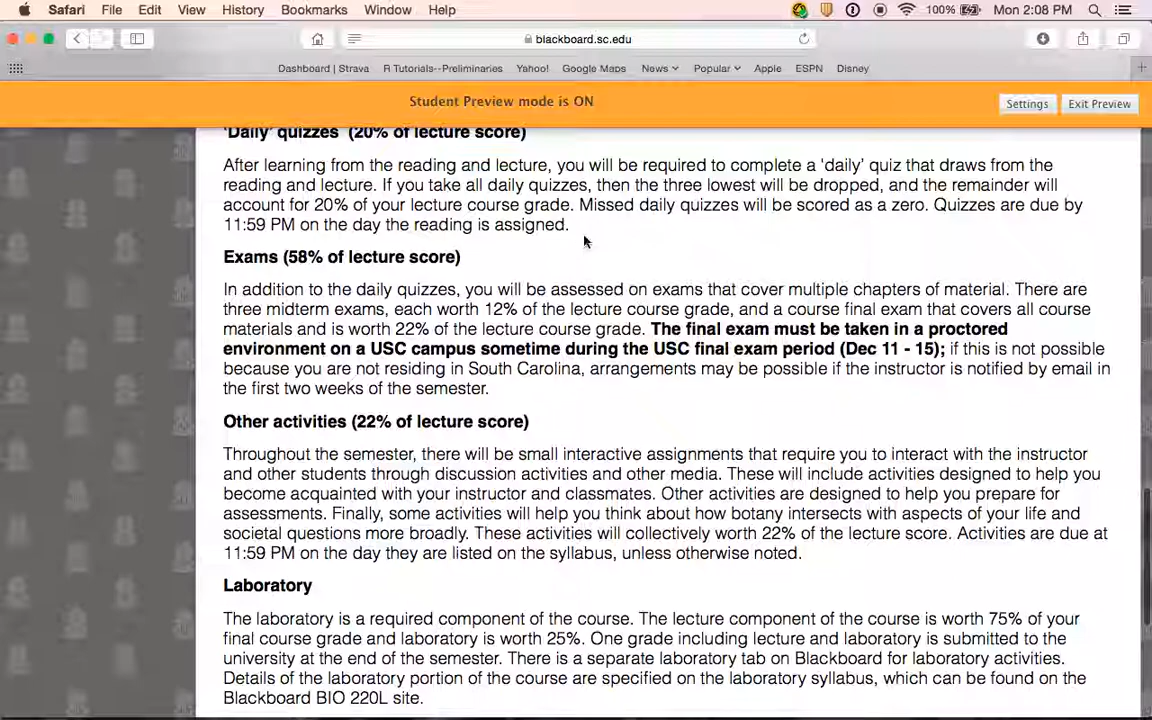 Safari File Edit View History Bookmarks Window Help 100% Mon 2:08 PM
blackboard.sc.edu
Dashboard | Strava R Tutorials--Preliminaries Yahoo! Google Maps News Popular Apple ESPN Disney
Student Preview mode is ON Settings Exit Preview
'Daily' quizzes (20% of lecture score)
After learning from the reading and lecture, you will be required to complete a 'daily' quiz that draws from the
reading and lecture. If you take all daily quizzes, then the three lowest will be dropped, and the remainder will
account for 20% of your lecture course grade. Missed daily quizzes will be scored as a zero. Quizzes are due by
11:59 PM on the day the reading is assigned.
Exams (58% of lecture score)
In addition to the daily quizzes, you will be assessed on exams that cover multiple chapters of material. There are
three midterm exams, each worth 12% of the lecture course grade, and a course final exam that covers all course
materials and is worth 22% of the lecture course grade. The final exam must be taken in a proctored
environment on a USC campus sometime during the USC final exam period (Dec 11 - 15); if this is not possible
because you are not residing in South Carolina, arrangements may be possible if the instructor is notified by email in
the first two weeks of the semester.
Other activities (22% of lecture score)
Throughout the semester, there will be small interactive assignments that require you to interact with the instructor
and other students through discussion activities and other media. These will include activities designed to help you
become acquainted with your instructor and classmates. Other activities are designed to help you prepare for
assessments. Finally, some activities will help you think about how botany intersects with aspects of your life and
societal questions more broadly. These activities will collectively worth 22% of the lecture score. Activities are due at
11:59 PM on the day they are listed on the syllabus, unless otherwise noted.
Laboratory
The laboratory is a required component of the course. The lecture component of the course is worth 75% of your
final course grade and laboratory is worth 25%. One grade including lecture and laboratory is submitted to the
university at the end of the semester. There is a separate laboratory tab on Blackboard for laboratory activities.
Details of the laboratory portion of the course are specified on the laboratory syllabus, which can be found on the
Blackboard BIO 220L site.